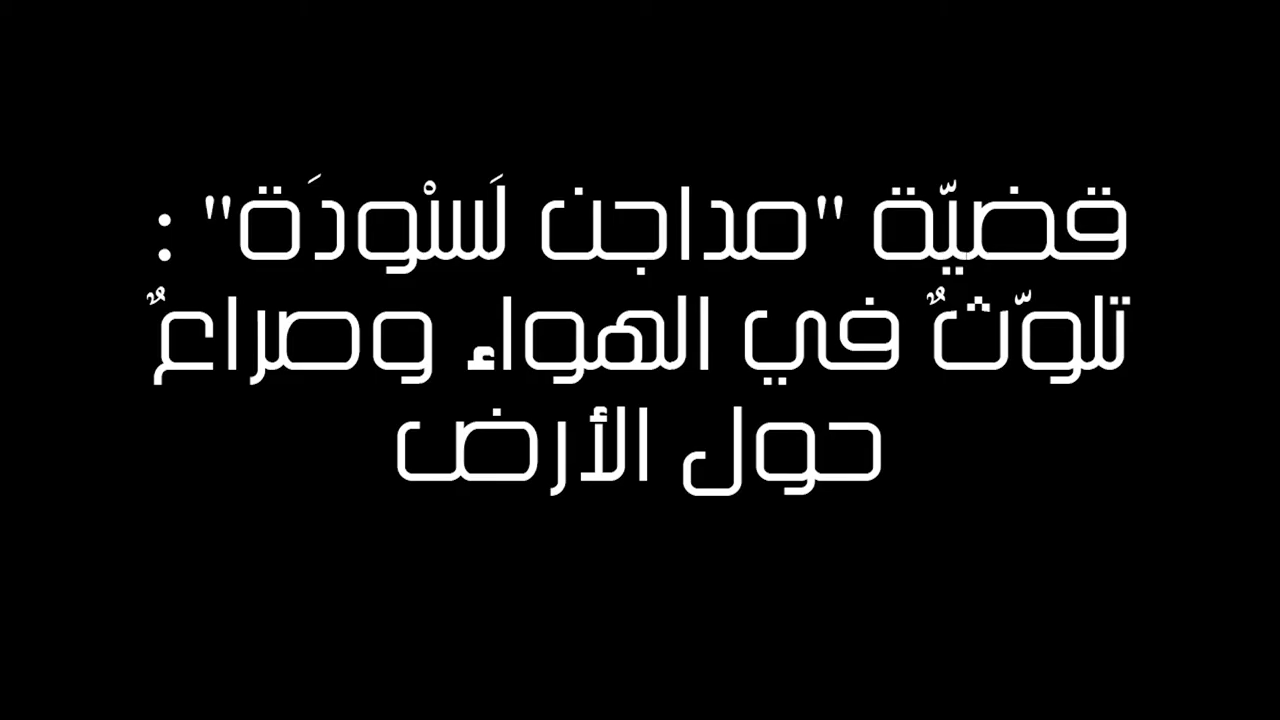 قضيّة "مداجن لَسْودَة" :
تلوّثٌ في الهواء وصراعٌ
حول الأرض